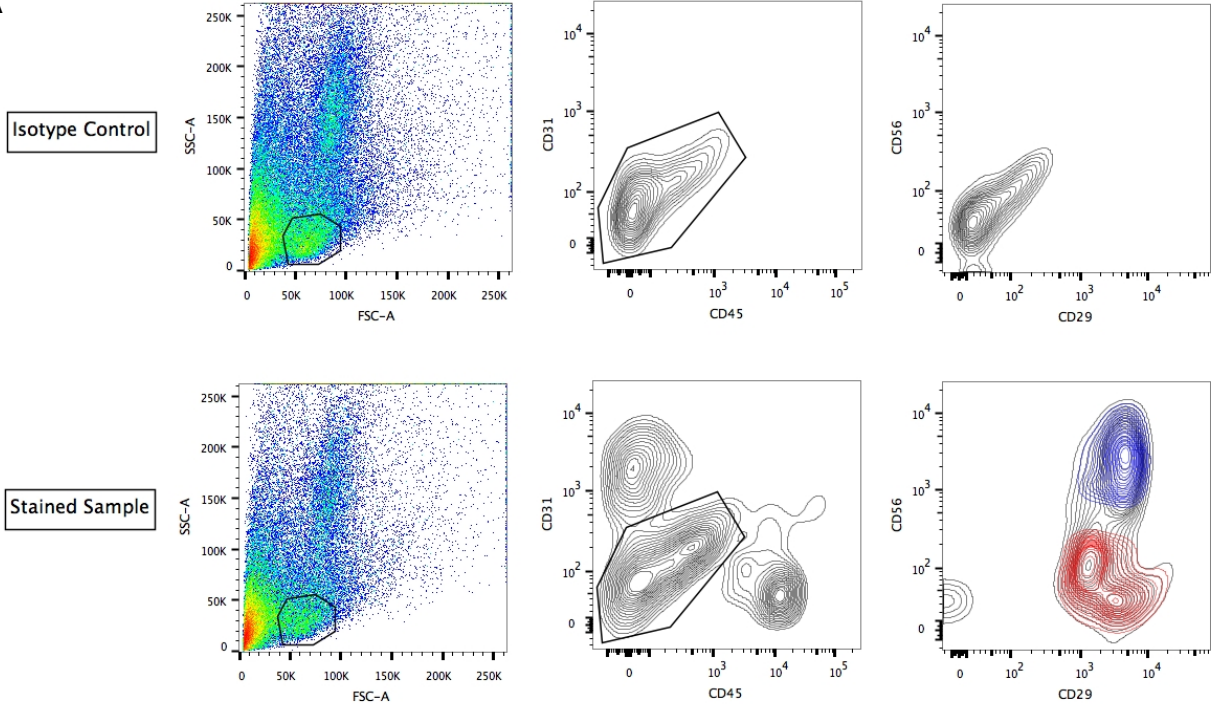 Isotype Control
250K
200K
150K
100K
50K
0
SSC-A
0 50K 100K 150K 200K 250K
FSC-A
10^4
10^3
10^2
0
CD31
0 10^3 10^4 10^5
CD45
10^4
10^3
10^2
0
CD56
0 10^2 10^3 10^4
CD29
Stained Sample
250K
200K
150K
100K
50K
0
SSC-A
0 50K 100K 150K 200K 250K
FSC-A
10^4
10^3
10^2
0
CD31
0 10^3 10^4 10^5
CD45
10^4
10^3
10^2
0
CD56
0 10^2 10^3 10^4
CD29